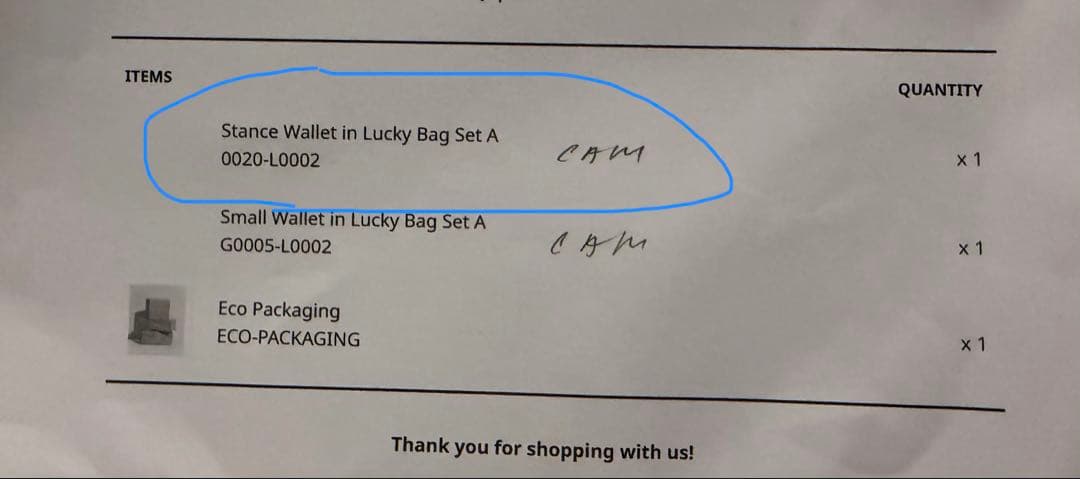 ITEMS QUANTITY
Stance Wallet in Lucky Bag Set A
0020-L0002 CAM x 1
Small Wallet in Lucky Bag Set A
G0005-L0002 CAM x 1
Eco Packaging
ECO-PACKAGING x 1
Thank you for shopping with us!